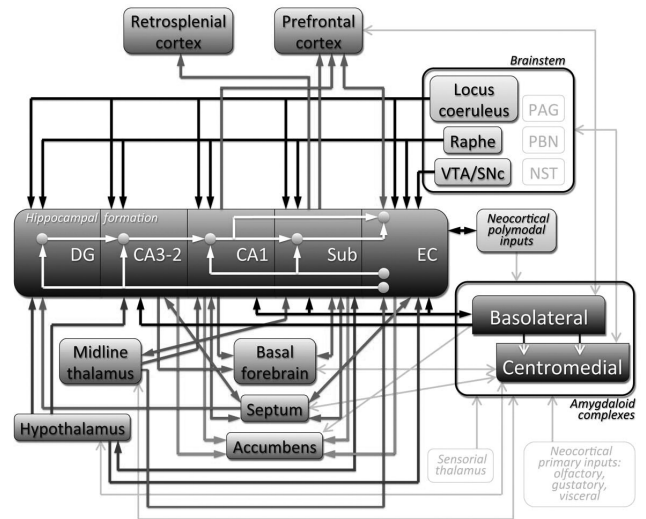 Retrosplenial
cortex
Prefrontal
cortex
Brainstem
Locus
coeruleus
PAG
Raphe
PBN
VTA/SNc
NST
Hippocampal formation
DG
CA3-2
CA1
Sub
EC
Neocortical
polymodal
inputs
Basolateral
Centromedial
Amygdaloid
complexes
Midline
thalamus
Basal
forebrain
Septum
Hypothalamus
Accumbens
Sensorial
thalamus
Neocortical
primary inputs:
olfactory,
gustatory,
visceral